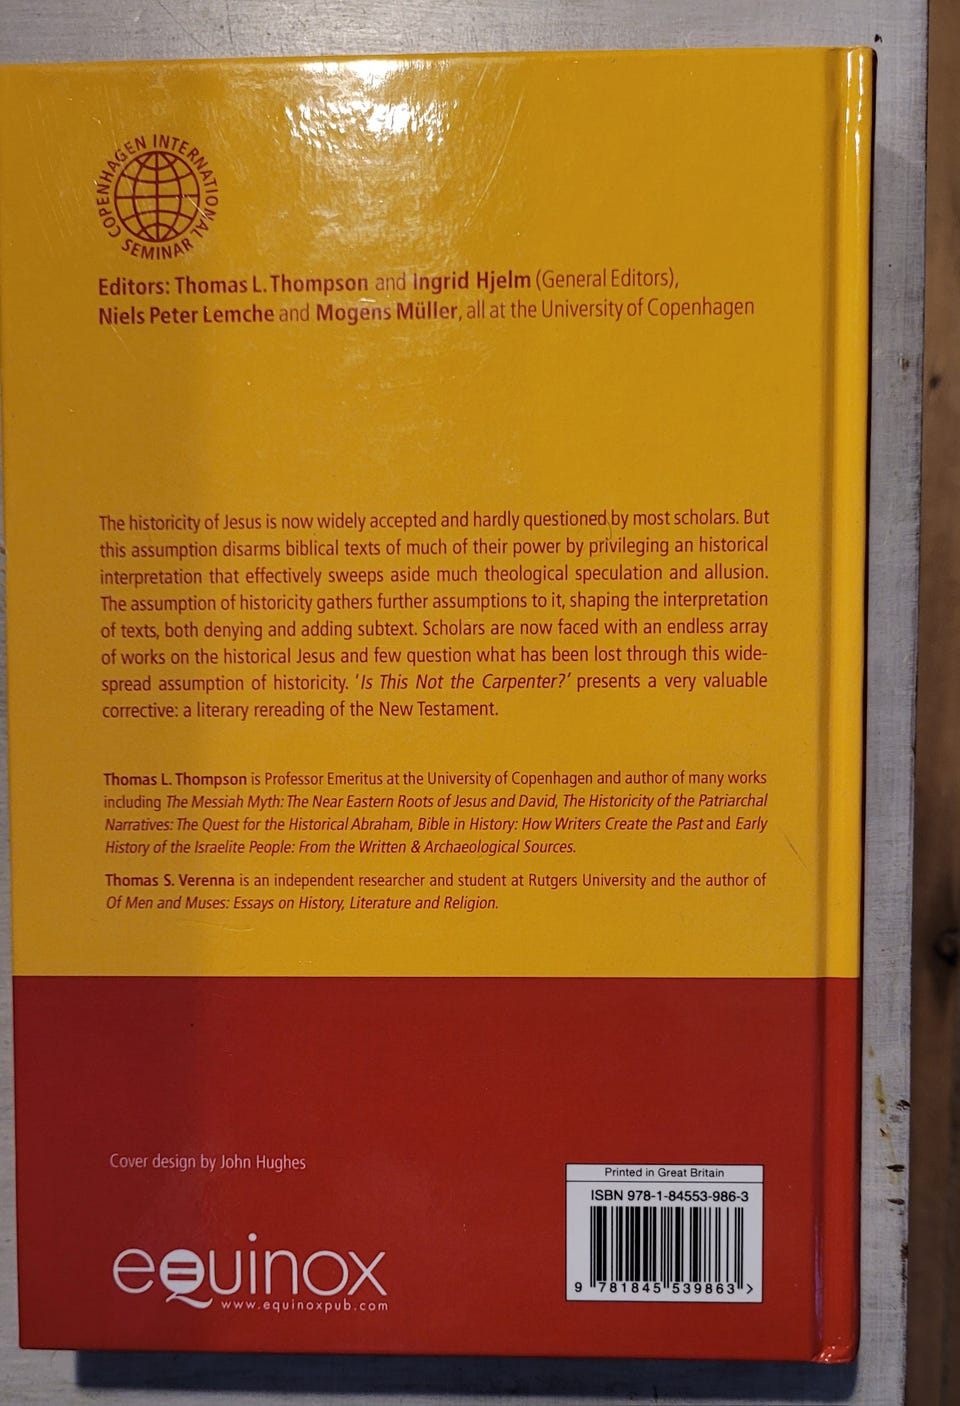 COPENHAGEN INTERNATIONAL
SEMINAR
Editors: Thomas L. Thompson and Ingrid Hjelm (General Editors),
Niels Peter Lemche and Mogens Müller, all at the University of Copenhagen
The historicity of Jesus is now widely accepted and hardly questioned by most scholars. But
this assumption disarms biblical texts of much of their power by privileging an historical
interpretation that effectively sweeps aside much theological speculation and allusion.
The assumption of historicity gathers further assumptions to it, shaping the interpretation
of texts, both denying and adding subtext. Scholars are now faced with an endless array
of works on the historical Jesus and few question what has been lost through this wide-
spread assumption of historicity. ‘Is This Not the Carpenter?’ presents a very valuable
corrective: a literary rereading of the New Testament.
Thomas L. Thompson is Professor Emeritus at the University of Copenhagen and author of many works
including The Messiah Myth: The Near Eastern Roots of Jesus and David, The Historicity of the Patriarchal
Narratives: The Quest for the Historical Abraham, Bible in History: How Writers Create the Past and Early
History of the Israelite People: From the Written & Archaeological Sources.
Thomas S. Verenna is an independent researcher and student at Rutgers University and the author of
Of Men and Muses: Essays on History, Literature and Religion.
Cover design by John Hughes
equinox
www.equinoxpub.com
Printed in Great Britain
ISBN 978-1-84553-986-3
9 781845 539863 >